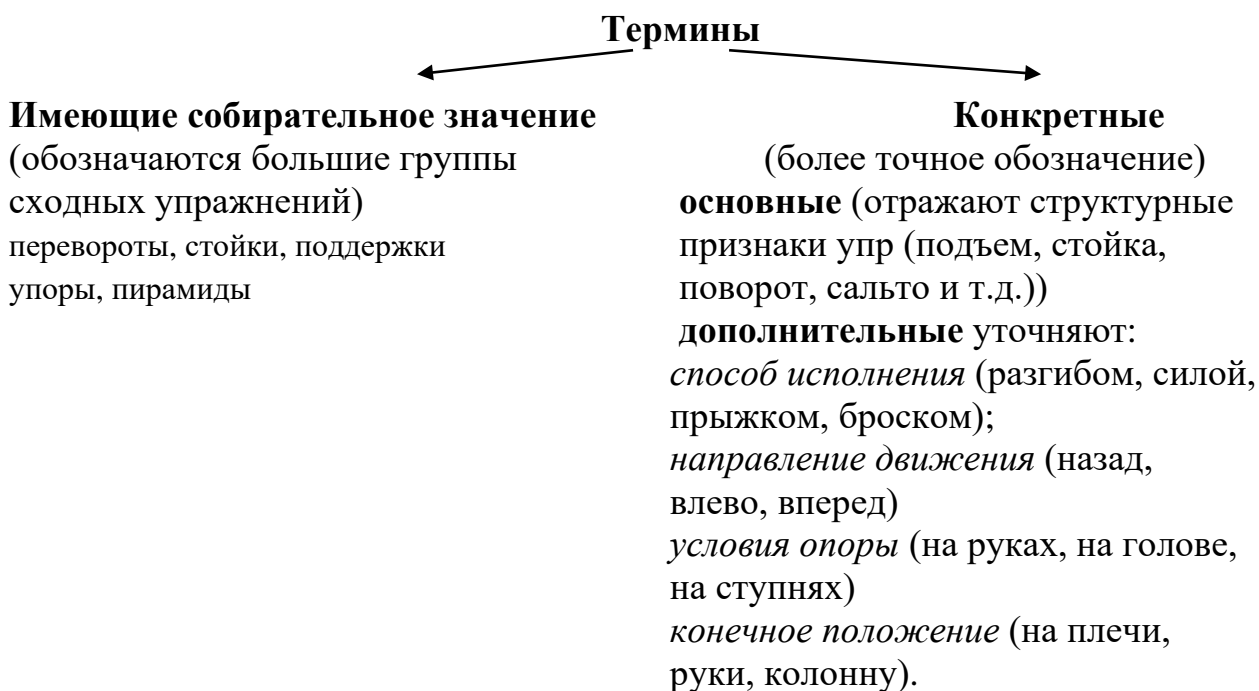 Термины
Имеющие собирательное значение
(обозначаются большие группы
сходных упражнений)
перевороты, стойки, поддержки
упоры, пирамиды
Конкретные
(более точное обозначение)
основные (отражают структурные
признаки упр (подъем, стойка,
поворот, сальто и т.д.))
дополнительные уточняют:
способ исполнения (разгибом, силой,
прыжком, броском);
направление движения (назад,
влево, вперед)
условия опоры (на руках, на голове,
на ступнях)
конечное положение (на плечи,
руки, колонну).